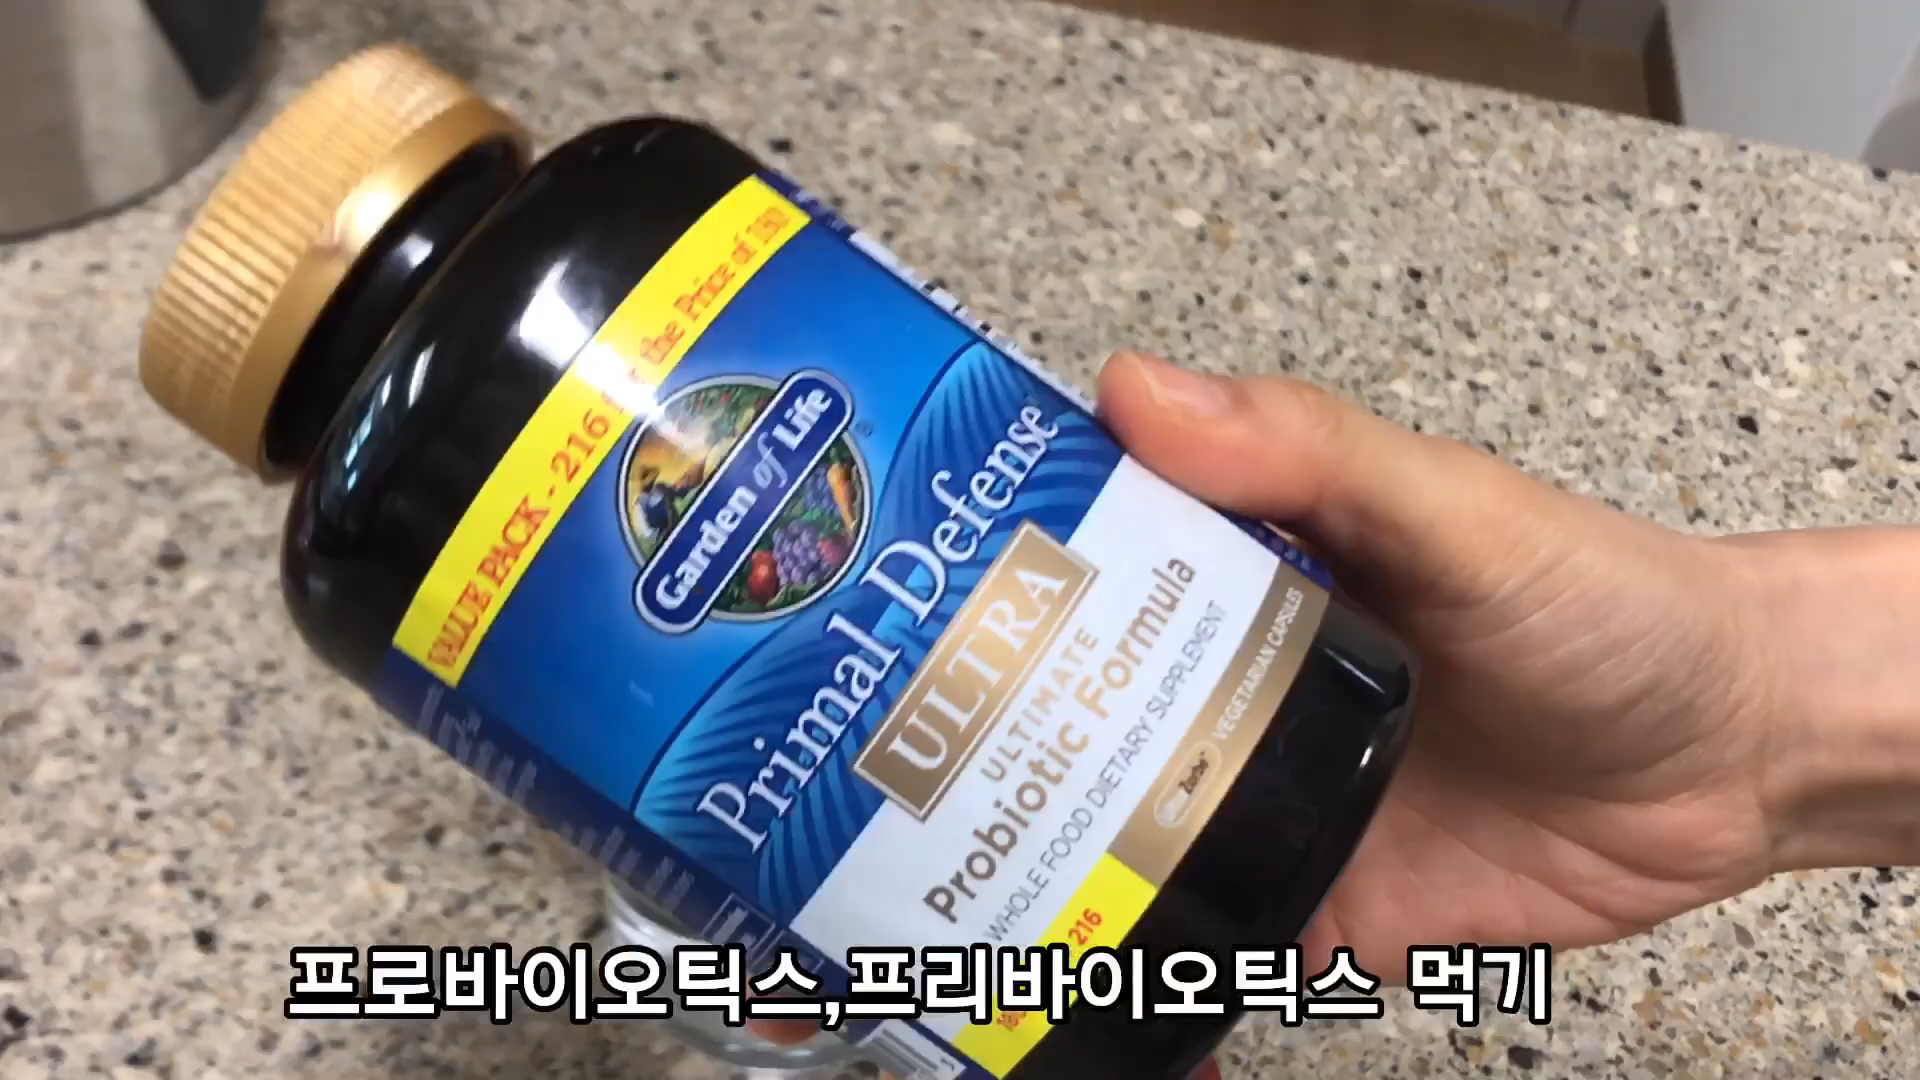 VALUE PACK - 216 for the Price of 180
Garden of Life
®
Primal Defense
ULTRA
ULTIMATE
Probiotic Formula
WHOLE FOOD DIETARY SUPPLEMENT
VEGETARIAN CAPSULES
216
프로바이오틱스,프리바이오틱스 먹기